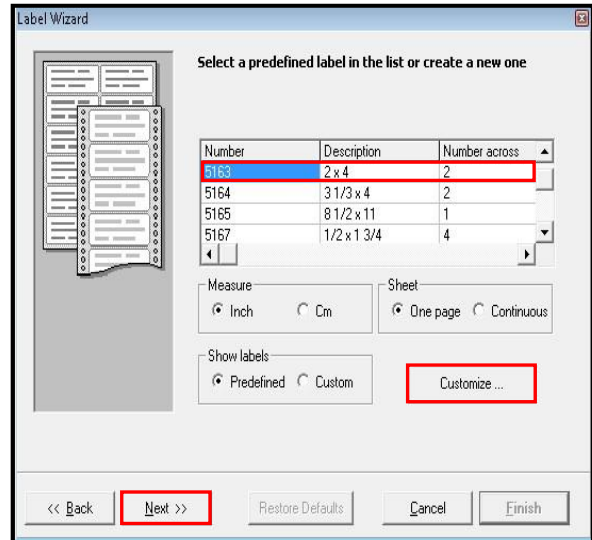 Label Wizard
Select a predefined label in the list or create a new one
Number Description Number across
5163 2 x 4 2
5164 3 1/3 x 4 2
5165 8 1/2 x 11 1
5167 1/2 x 1 3/4 4
Measure Sheet
Inch Cm One page Continuous
Show labels
Predefined Custom Customize ...
<< Back Next >> Restore Defaults Cancel Finish